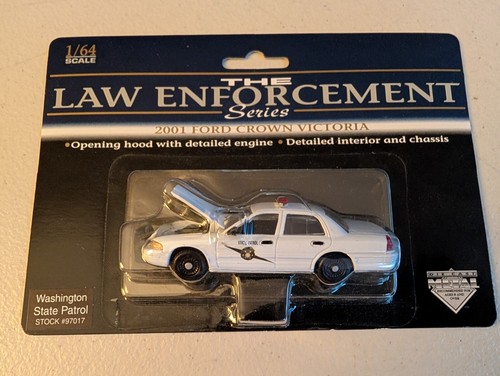 1/64
SCALE
THE
LAW ENFORCEMENT
Series
2001 FORD CROWN VICTORIA
•Opening hood with detailed engine •Detailed interior and chassis
Washington
State Patrol
STOCK #97017
METAL